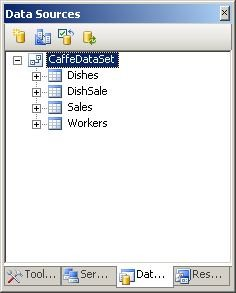 Data Sources
CaffeDataSet
Dishes
DishSale
Sales
Workers
Tool... Ser... Dat... Res...